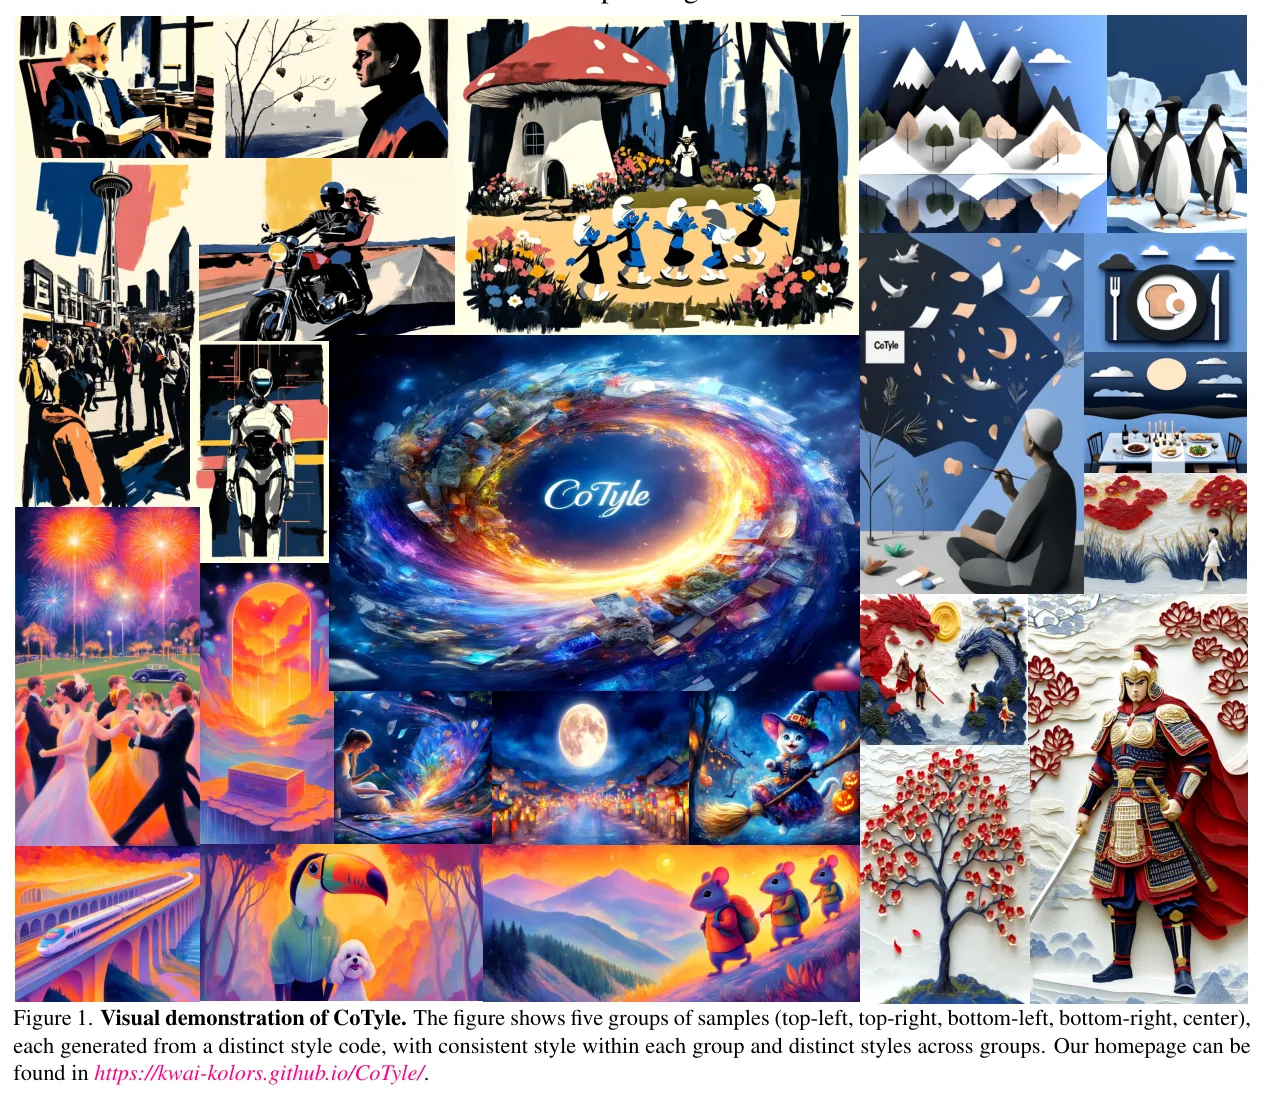 CoTyle
CoTyle
Figure 1. Visual demonstration of CoTyle. The figure shows five groups of samples (top-left, top-right, bottom-left, bottom-right, center),
each generated from a distinct style code, with consistent style within each group and distinct styles across groups. Our homepage can be
found in https://kwai-kolors.github.io/CoTyle/.